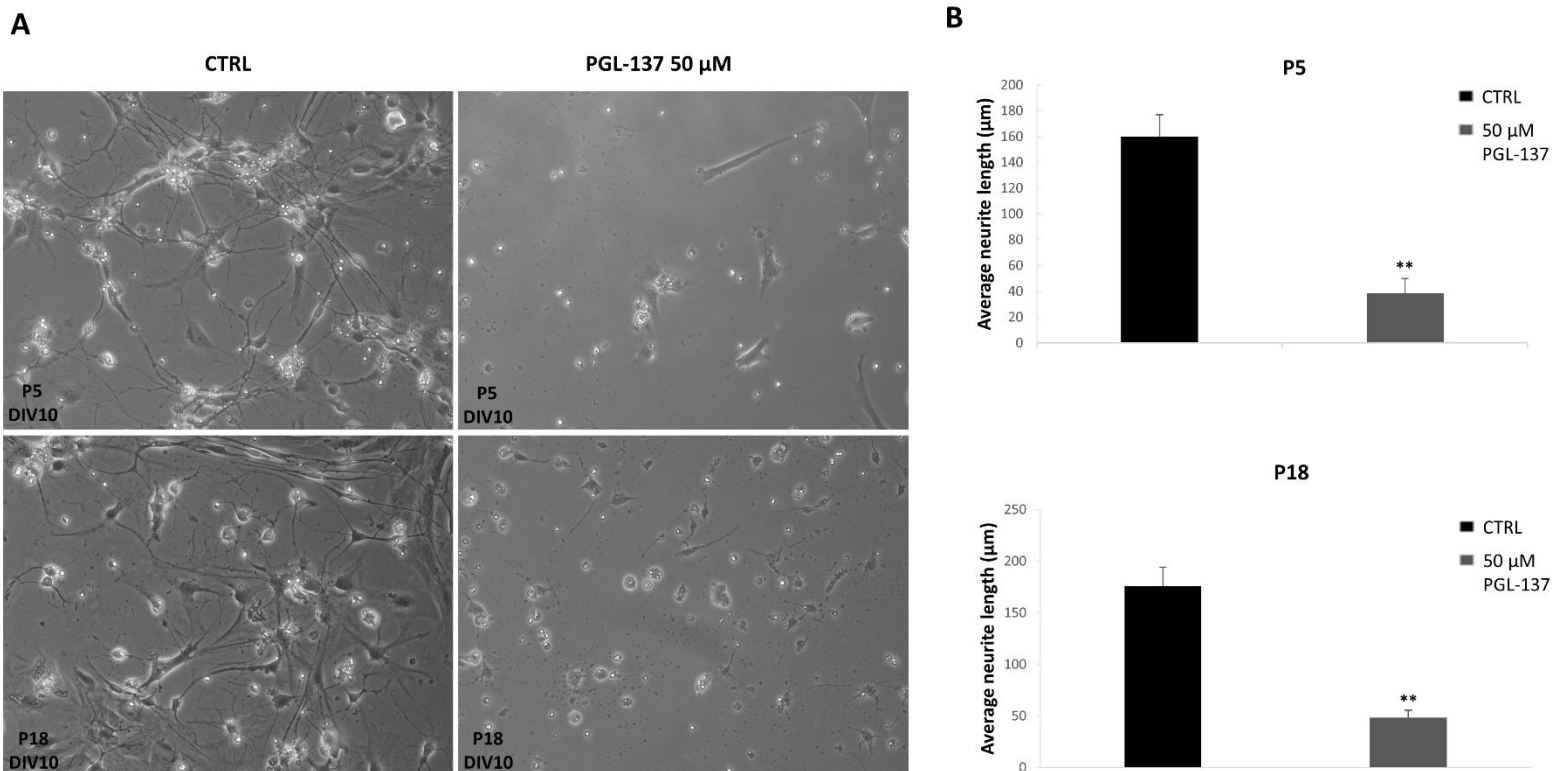 A
CTRL
PGL-137 50 µM
P5
DIV10
P5
DIV10
P18
DIV10
P18
DIV10
B
P5
Average neurite length (µm)
200
180
160
140
120
100
80
60
40
20
0
**
CTRL
50 µM
PGL-137
P18
Average neurite length (µm)
250
200
150
100
50
0
**
CTRL
50 µM
PGL-137